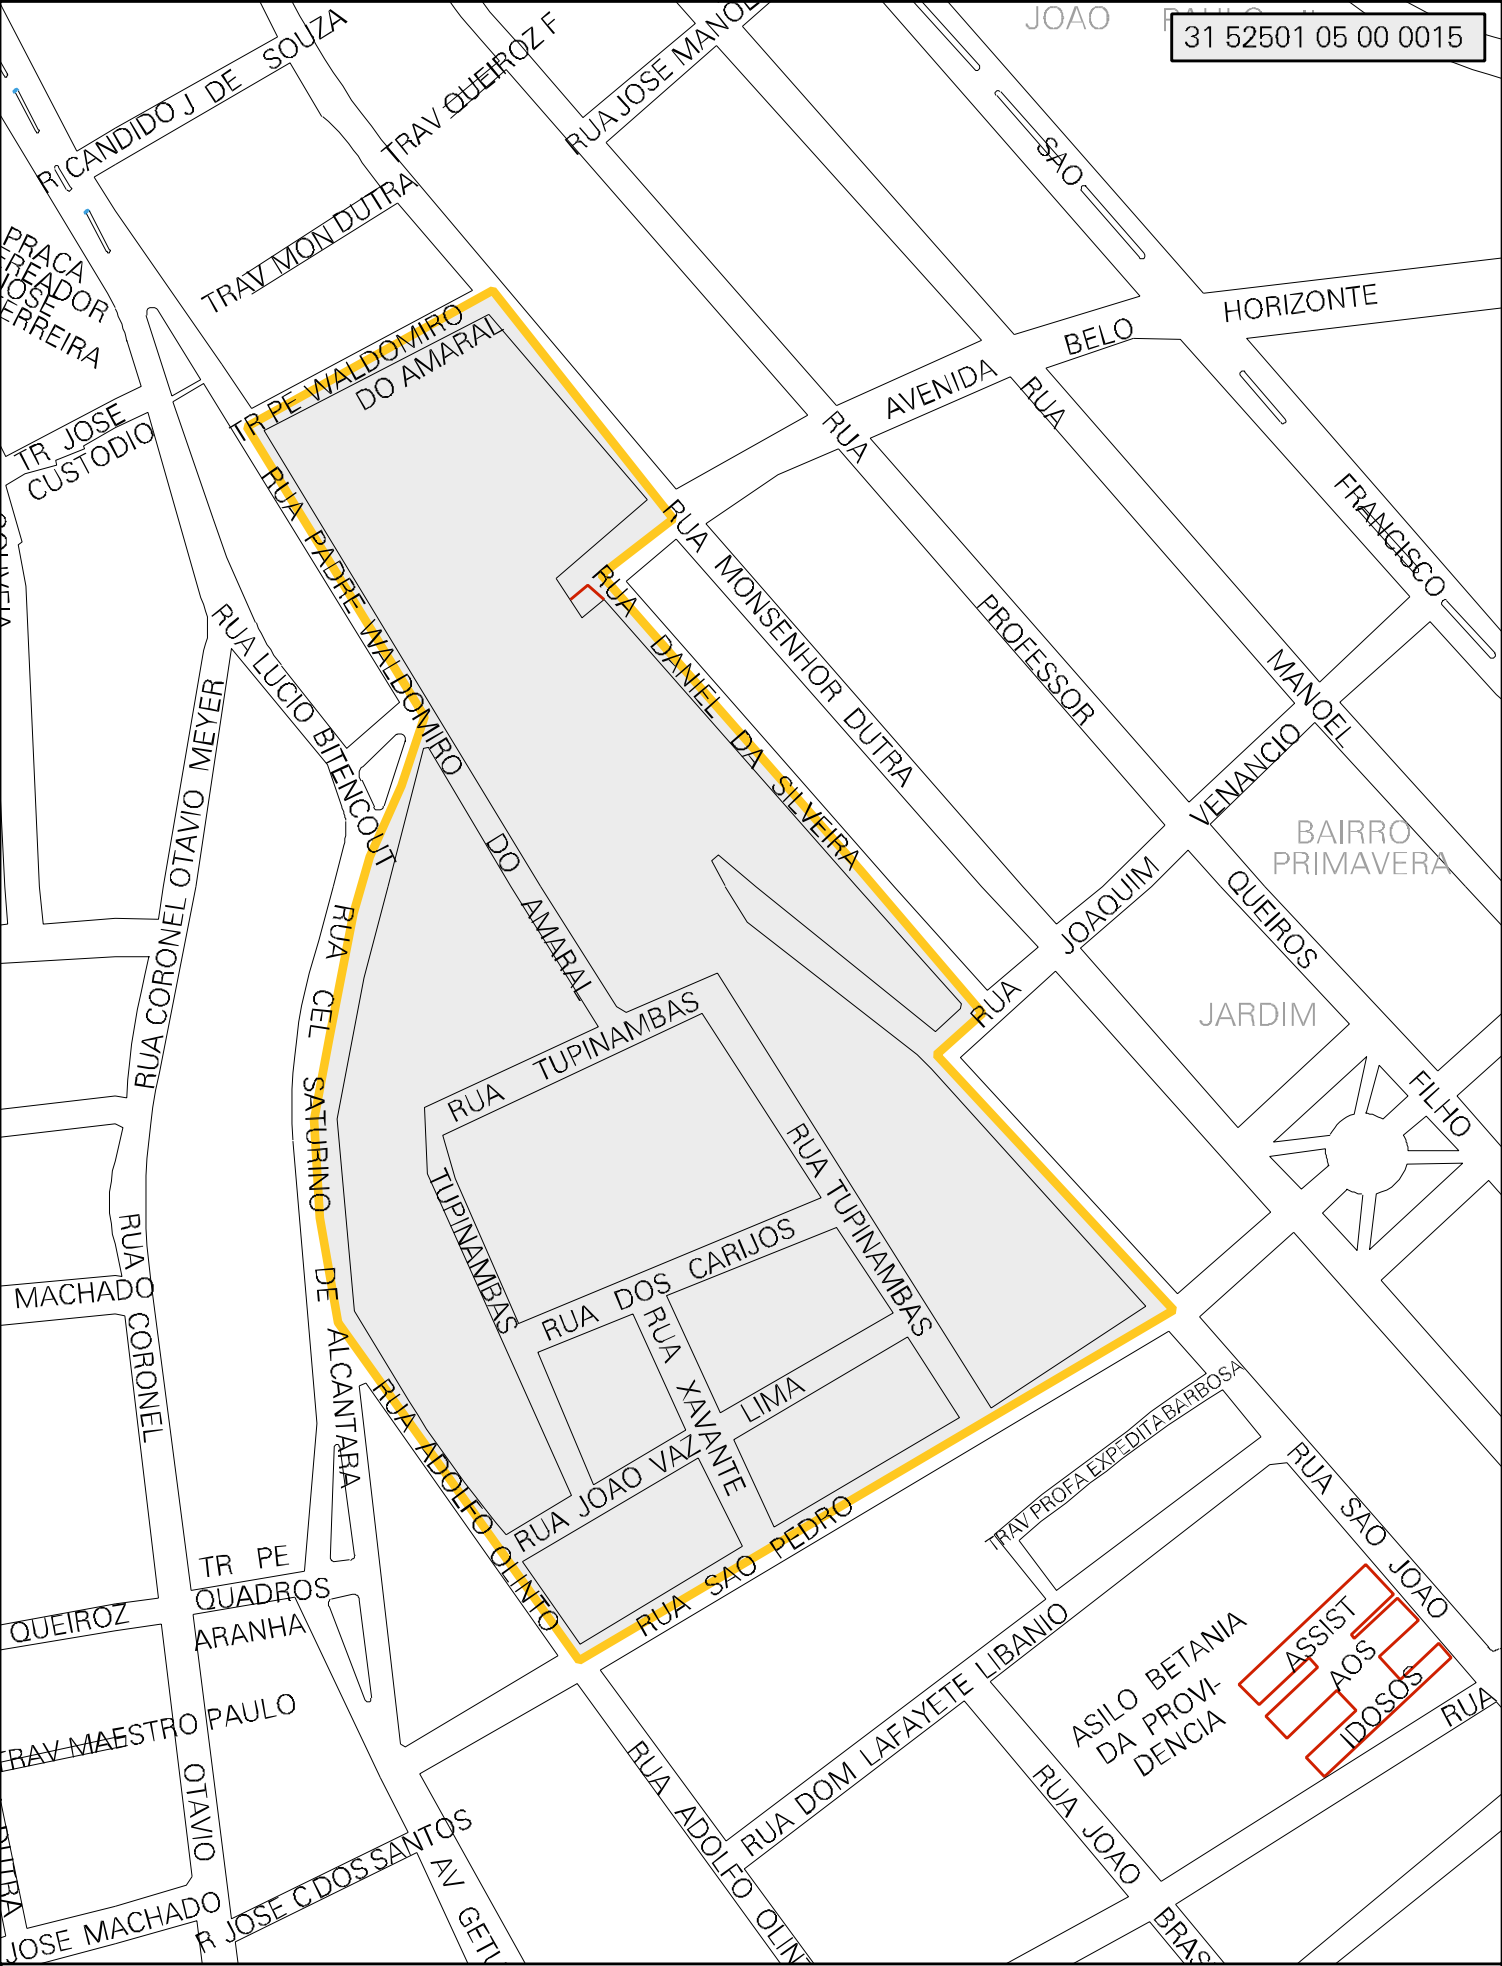 JOAO
31 52501 05 00 0015
R CANDIDO J DE SOUZA
TRAV QUEIROZ F
RUA JOSE MANOEL
SAO
FRANCISCO
TRAV MON DUTRA
PRACA
JOSE
TR JOSE
CUSTODIO
TR PE WALDOMIRO
DO AMARAL
AVENIDA BELO HORIZONTE
RUA PADRE WALDOMIRO DO AMARAL
RUA MONSENHOR DUTRA
RUA PROFESSOR QUEIROS FILHO
RUA MANOEL
RUA DANIEL DA SILVEIRA
RUA JOAQUIM VENANCIO
BAIRRO
PRIMAVERA
JARDIM
RUA LUCIO BITENCOUT
RUA CORONEL OTAVIO MEYER
RUA CEL SATURINO DE ALCANTARA
RUA TUPINAMBAS
TUPINAMBAS
RUA TUPINAMBAS
RUA DOS CARIJOS
RUA XAVANTE
RUA JOAO VAZ LIMA
RUA ADOLFO OLINTO
RUA SAO PEDRO
MACHADO
RUA CORONEL OTAVIO
TR PE
QUADROS
ARANHA
QUEIROZ
TRAV MAESTRO PAULO
JOSE MACHADO
R JOSE C DOS SANTOS
AV GETU
RUA ADOLFO OLINT
RUA DOM LAFAYETE LIBANIO
TRAV PROFA EXPEDITA BARBOSA
RUA SAO JOAO
ASILO BETANIA
DA PROVI-
DENCIA
ASSIST
AOS
IDOSOS
RUA JOAO
RUA
BRAS